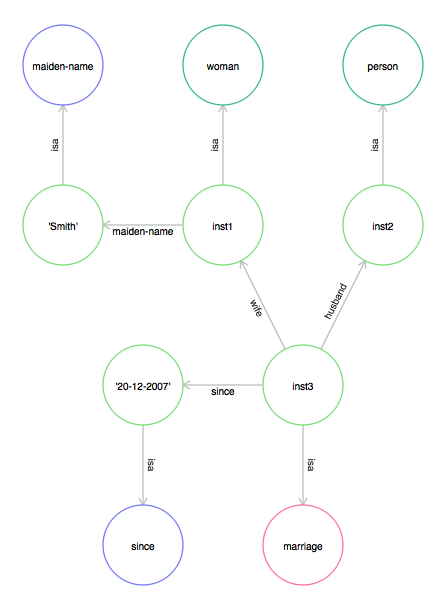 maiden-name
woman
person
isa
isa
isa
'Smith'
maiden-name
inst1
inst2
wife
husband
'20-12-2007'
since
inst3
isa
isa
since
marriage